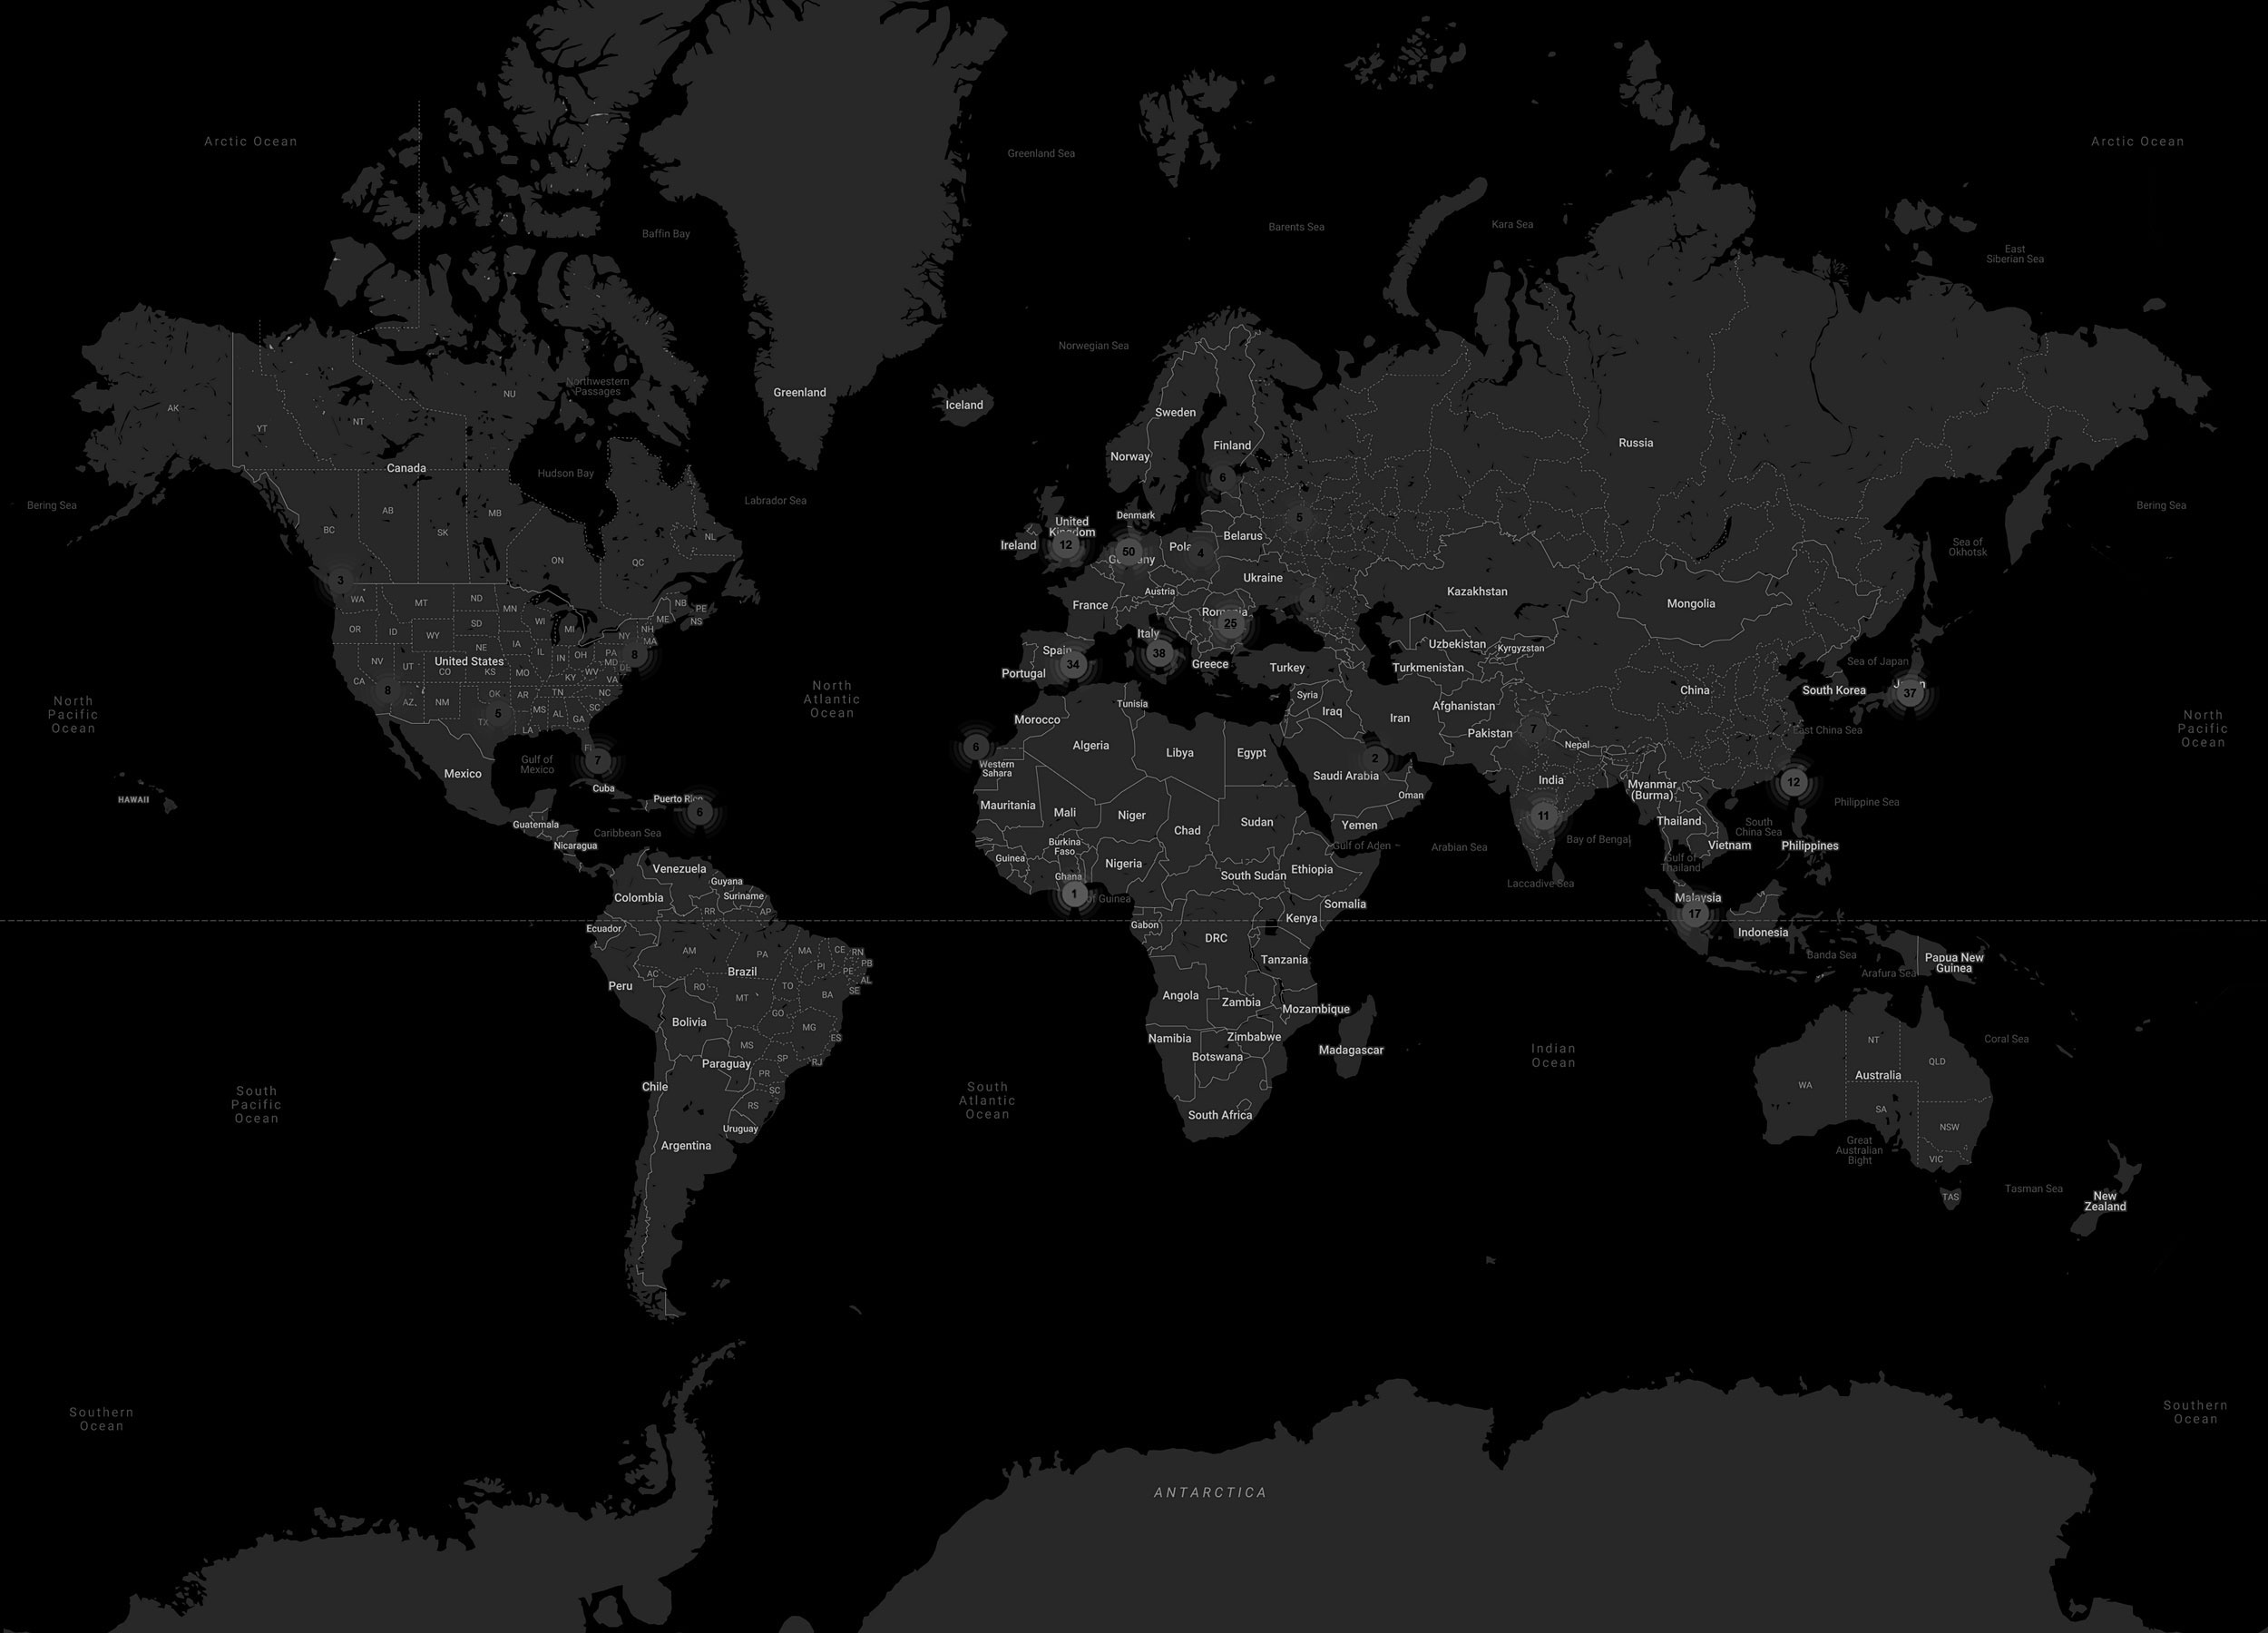 Arctic Ocean
Greenland Sea
Arctic Ocean
Barents Sea
Kara Sea
Baffin Bay
East
Siberian Sea
Norwegian Sea
Northwestern
Passages
NU
Greenland
Iceland
AK
NT
YT
Sweden
Finland
Norway
Russia
Canada
Hudson Bay
Labrador Sea
Bering Sea
Bering Sea
6
AB
MB
BC
SK
NL
Denmark
5
United
Kingdom
Ireland
12
Belarus
Sea of
Okhotsk
50
4
ON
QC
3
Ukraine
Kazakhstan
Mongolia
Austria
France
4
WA
MT
ND
MN
NB
PE
NS
ME
OR
ID
WY
SD
WI
MI
NY
NH
MA
Romania
25
Italy
38
Uzbekistan
Kyrgyzstan
NV
UT
United States
CO
NE
KS
IA
IL
IN
OH
PA
MD
DE
8
Spain
34
Portugal
Greece
Turkey
Turkmenistan
Sea of Japan
China
South Korea
37
CA
8
AZ
NM
OK
AR
MO
KY
WV
VA
TN
NC
North
Pacific
Ocean
North
Atlantic
Ocean
North
Pacific
Ocean
TX
5
LA
MS
AL
GA
SC
Tunisia
Syria
Iraq
Iran
Afghanistan
Morocco
Pakistan
7
Nepal
East China Sea
6
Algeria
Libya
Egypt
2
7
Gulf of
Mexico
Mexico
Western
Sahara
Saudi Arabia
India
Myanmar
(Burma)
12
Cuba
HAWAII
Puerto Rico
6
Mauritania
Mali
Niger
Chad
Sudan
Oman
Yemen
11
Philippine Sea
Guatemala
Caribbean Sea
Nicaragua
Burkina
Faso
Gulf of Aden
Arabian Sea
Bay of Bengal
Thailand
South
China Sea
Vietnam
Philippines
Guinea
Nigeria
Ghana
South Sudan
Ethiopia
Laccadive Sea
Gulf of
Thailand
Venezuela
Guyana
Suriname
Colombia
1
of Guinea
Somalia
Malaysia
17
RR
AP
Ecuador
Gabon
DRC
Kenya
Indonesia
AM
PA
MA
CE
RN
PB
PI
PE
AL
SE
Tanzania
Banda Sea
Arafura Sea
Papua New
Guinea
AC
Brazil
Peru
RO
MT
TO
BA
Angola
Zambia
Mozambique
Bolivia
GO
MG
ES
Namibia
Zimbabwe
Botswana
Madagascar
Indian
Ocean
NT
QLD
Coral Sea
MS
SP
RJ
Paraguay
PR
SC
Chile
RS
Uruguay
South
Pacific
Ocean
South
Atlantic
Ocean
South Africa
WA
Australia
SA
NSW
VIC
Great
Australian
Bight
Argentina
Tasman Sea
TAS
New
Zealand
Southern
Ocean
Southern
Ocean
ANTARCTICA